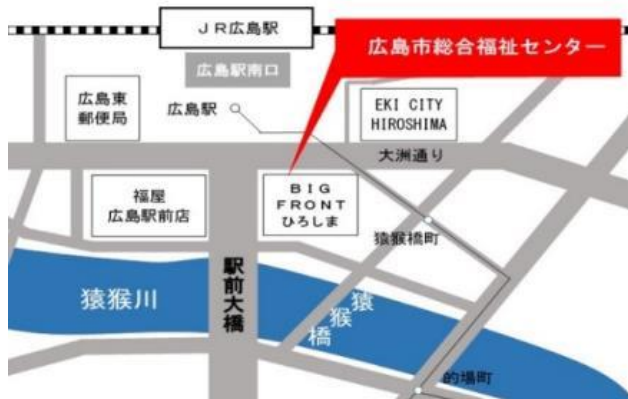 JR広島駅
広島市総合福祉センター
広島駅南口
広島東
郵便局
広島駅
EKI CITY
HIROSHIMA
大洲通り
福屋
広島駅前店
BIG
FRONT
ひろしま
猿猴橋町
駅前大橋
猿猴川
猿猴橋
的場町